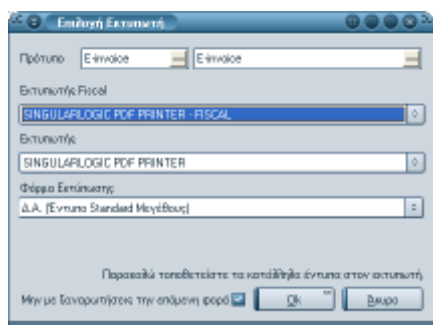 Επιλογή Εκτυπωτή
Πρότυπο E-invoice E-invoice
Εκτυπωτής Fiscal
SINGULARLOGIC PDF PRINTER - FISCAL
Εκτυπωτής
SINGULARLOGIC PDF PRINTER
Φόρμα Εκτύπωσης
Δ.Α. (Έντυπο Standard Μεγέθους)
Παρακαλώ τοποθετείστε τα κατάλληλα έντυπα στον εκτυπωτή
Μην με ξαναρωτήσεις την επόμενη φορά Ok Άκυρο